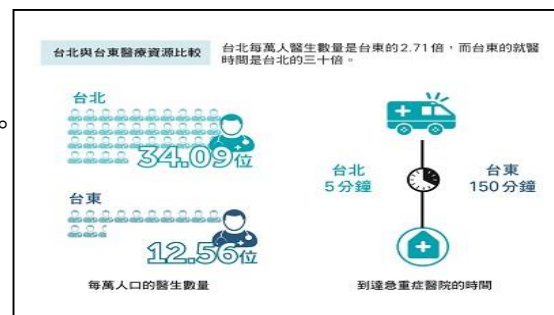 台北與台東醫療資源比較
台北每萬人醫生數量是台東的2.71倍，而台東的就醫
時間是台北的三十倍。
台北
34.09位
台東
12.56位
每萬人口的醫生數量
台北
5分鐘
台東
150分鐘
到達急重症醫院的時間
。